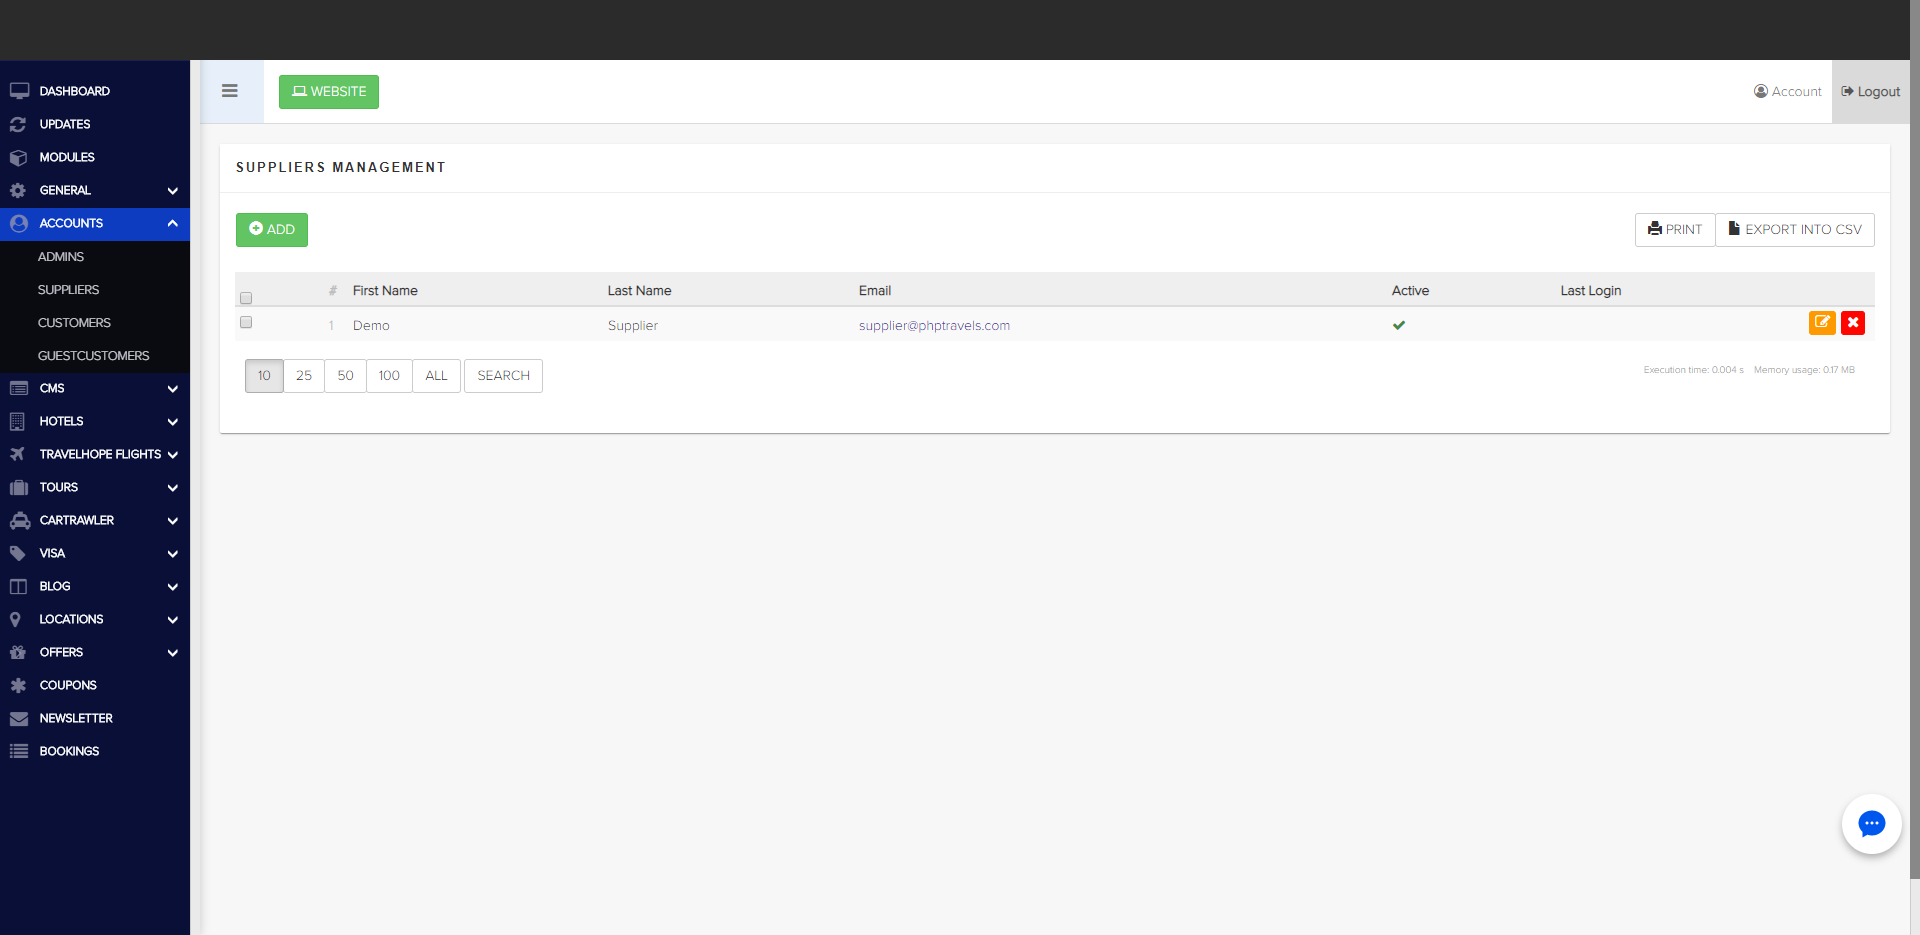 WEBSITE
Account
Logout
DASHBOARD
UPDATES
MODULES
GENERAL
ACCOUNTS
ADMINS
SUPPLIERS
CUSTOMERS
GUESTCUSTOMERS
CMS
HOTELS
TRAVELHOPE FLIGHTS
TOURS
CARTRAWLER
VISA
BLOG
LOCATIONS
OFFERS
COUPONS
NEWSLETTER
BOOKINGS
SUPPLIERS MANAGEMENT
ADD
PRINT EXPORT INTO CSV
# First Name Last Name Email Active Last Login
1 Demo Supplier supplier@phptravels.com
10 25 50 100 ALL SEARCH
Execution time: 0.004 s Memory usage: 0.17 MB